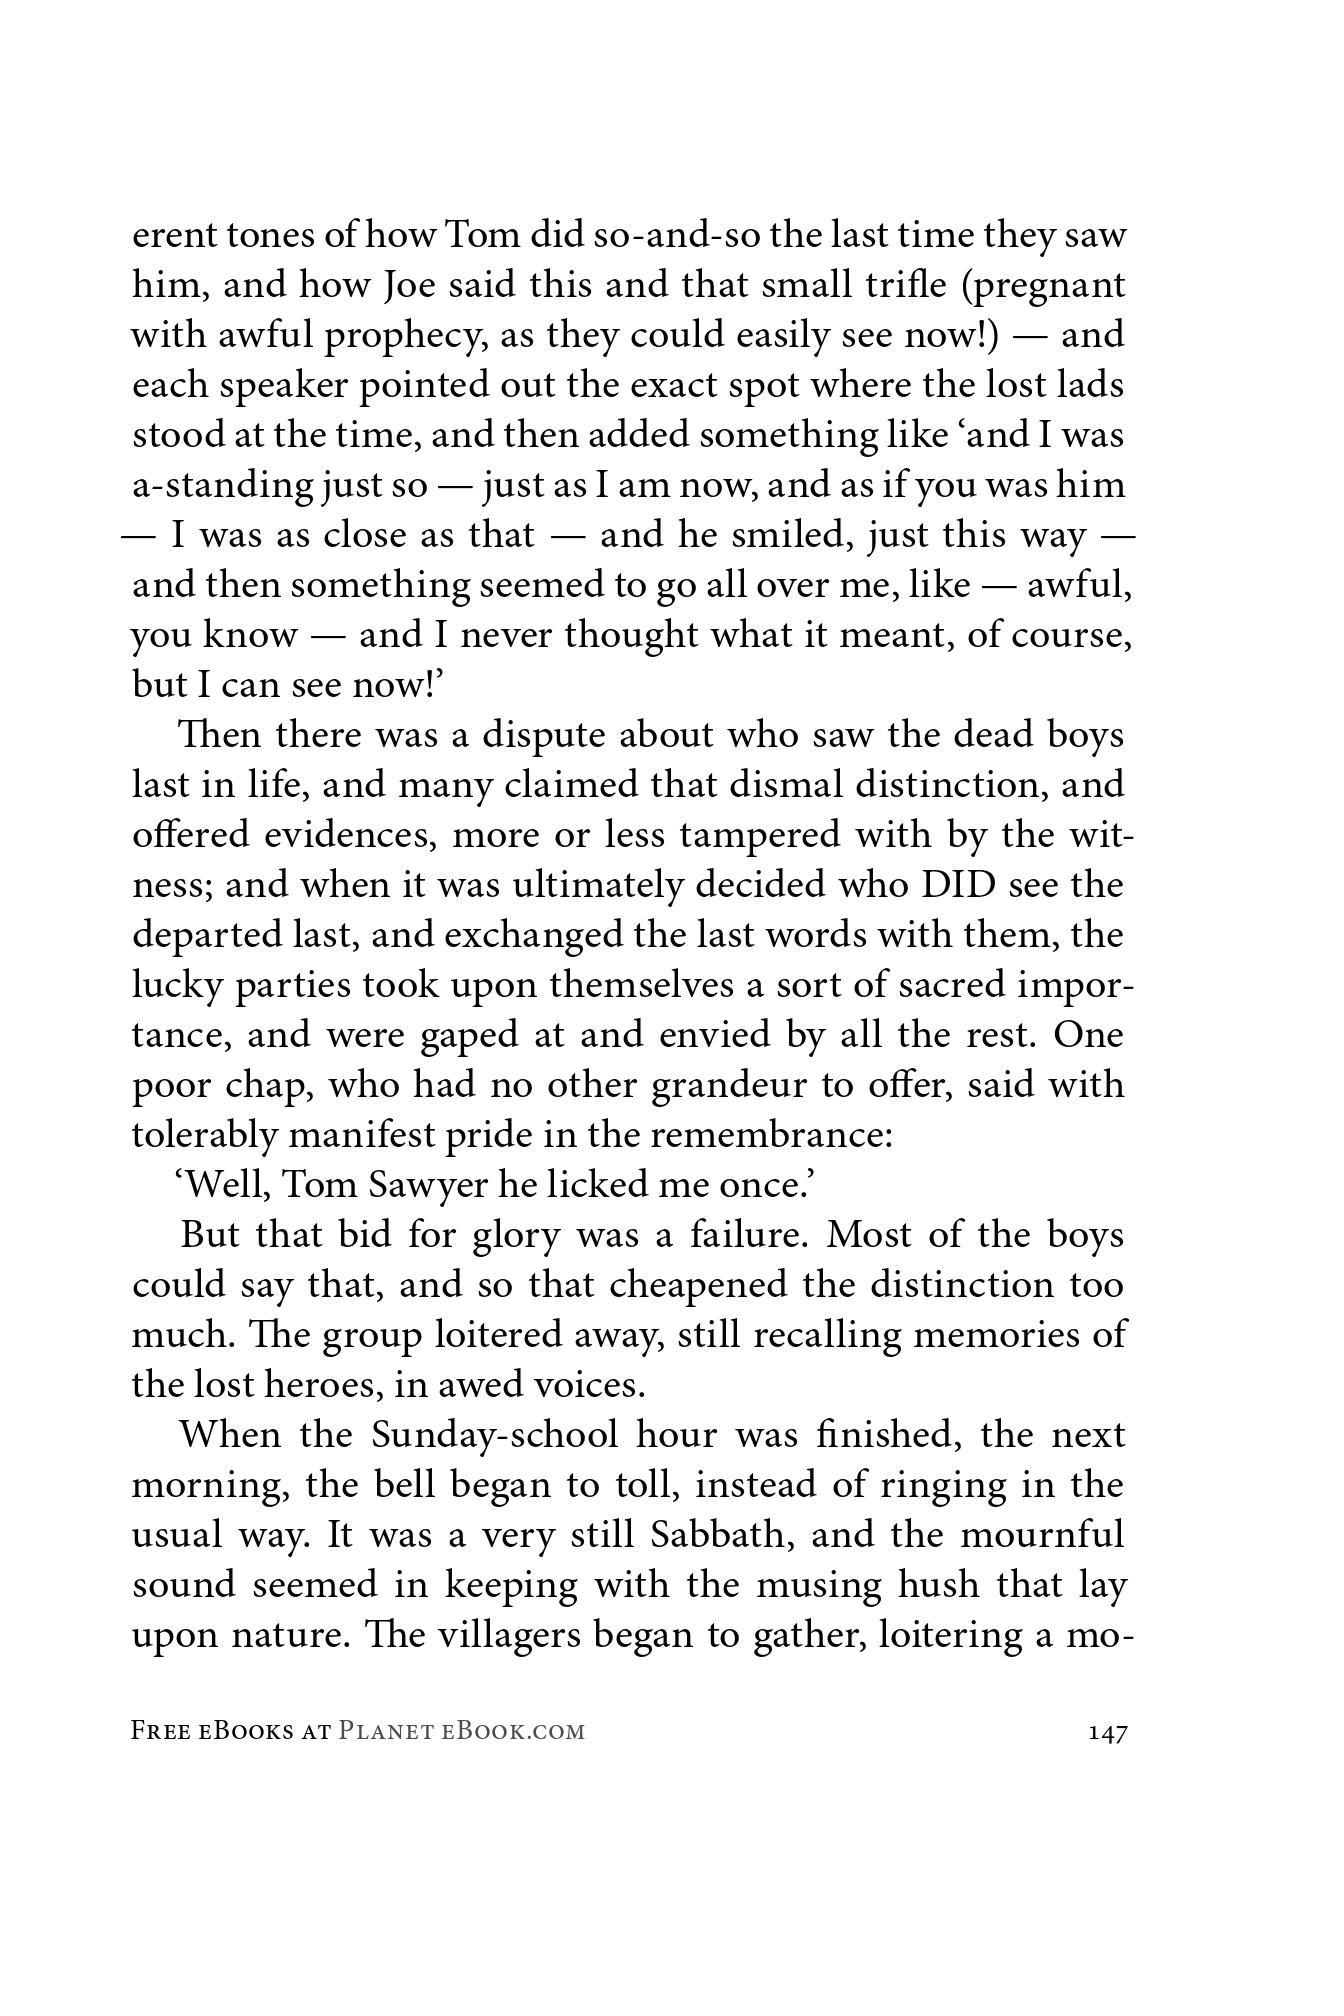 erent tones of how Tom did so-and-so the last time they saw
him, and how Joe said this and that small trifle (pregnant
with awful prophecy, as they could easily see now!) — and
each speaker pointed out the exact spot where the lost lads
stood at the time, and then added something like ‘and I was
a-standing just so — just as I am now, and as if you was him
— I was as close as that — and he smiled, just this way —
and then something seemed to go all over me, like — awful,
you know — and I never thought what it meant, of course,
but I can see now!’
Then there was a dispute about who saw the dead boys
last in life, and many claimed that dismal distinction, and
offered evidences, more or less tampered with by the wit-
ness; and when it was ultimately decided who DID see the
departed last, and exchanged the last words with them, the
lucky parties took upon themselves a sort of sacred impor-
tance, and were gaped at and envied by all the rest. One
poor chap, who had no other grandeur to offer, said with
tolerably manifest pride in the remembrance:
‘Well, Tom Sawyer he licked me once.’
But that bid for glory was a failure. Most of the boys
could say that, and so that cheapened the distinction too
much. The group loitered away, still recalling memories of
the lost heroes, in awed voices.
When the Sunday-school hour was finished, the next
morning, the bell began to toll, instead of ringing in the
usual way. It was a very still Sabbath, and the mournful
sound seemed in keeping with the musing hush that lay
upon nature. The villagers began to gather, loitering a mo-
Free eBooks at Planet eBook.com 147